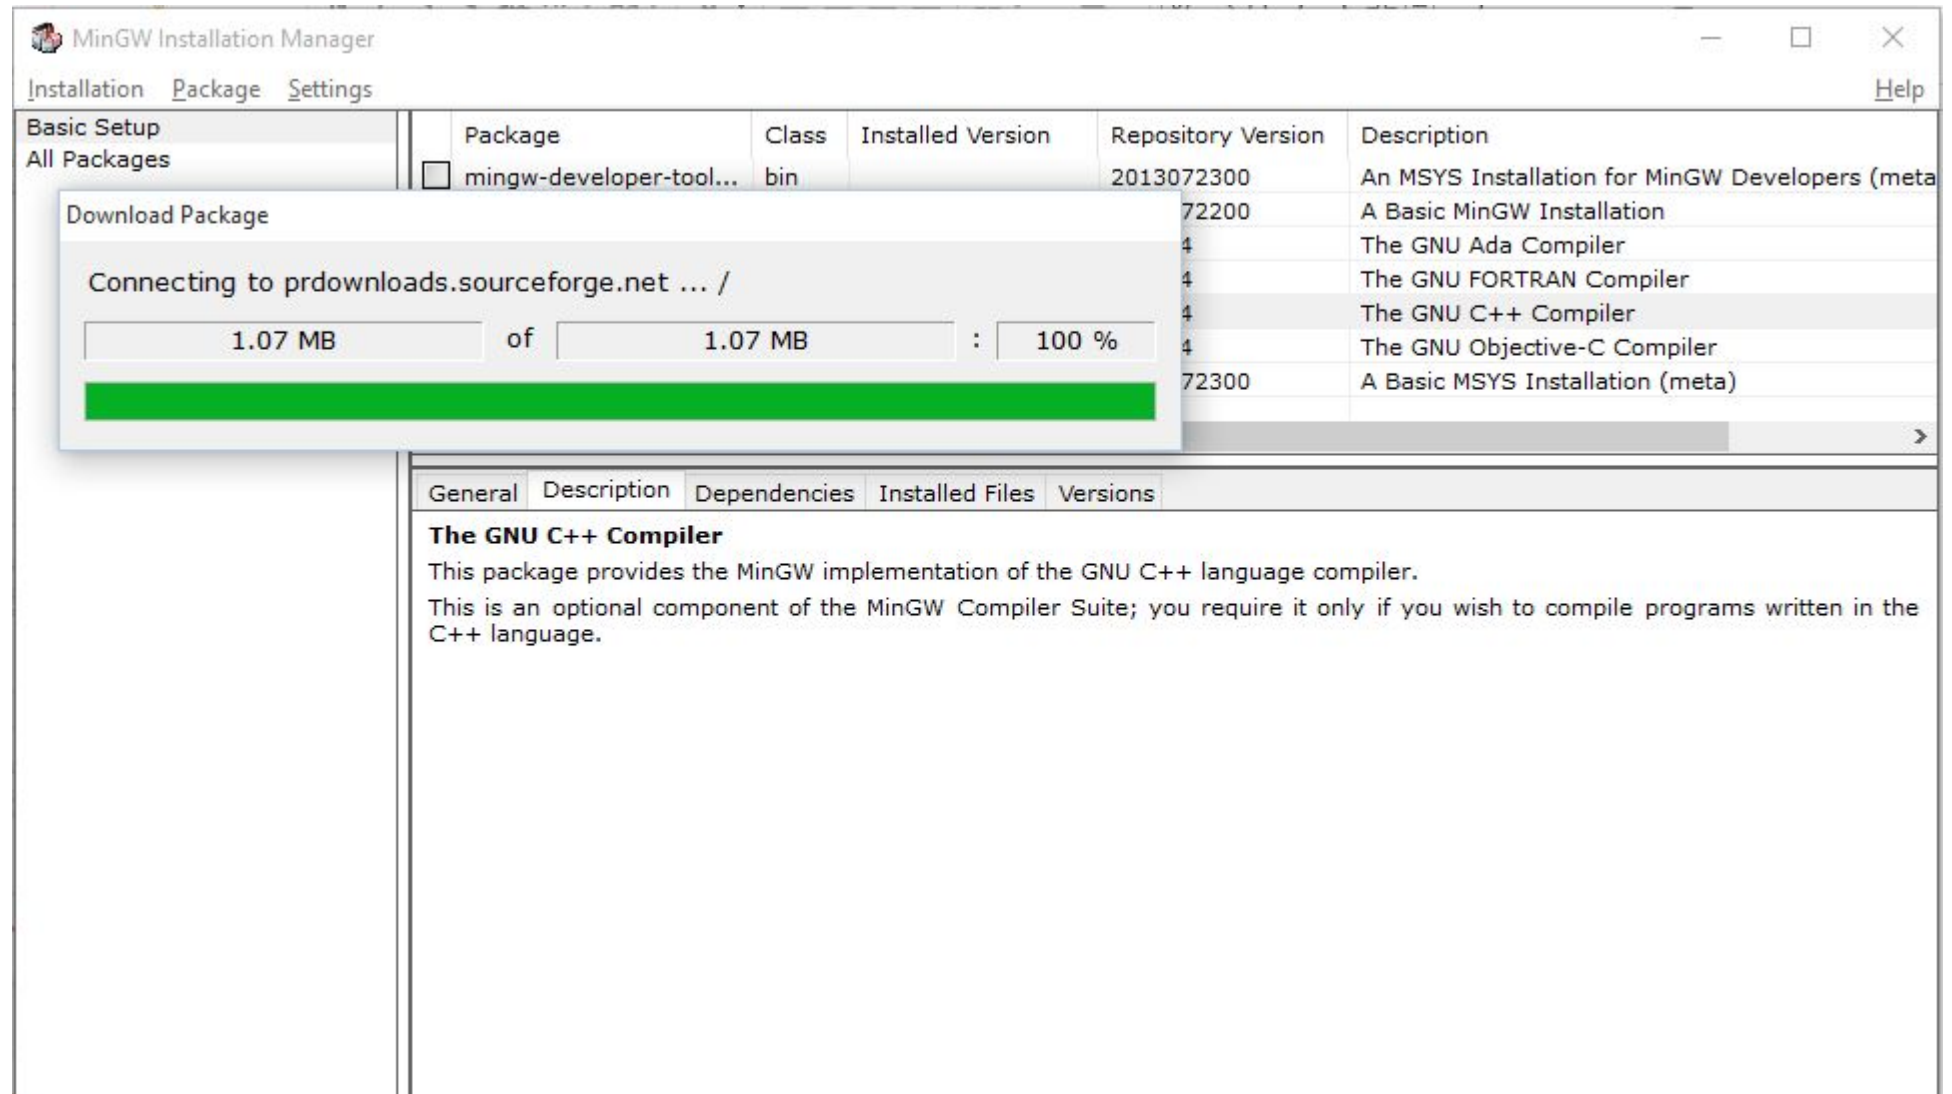 MinGW Installation Manager
Installation Package Settings Help
Basic Setup
All Packages
Package Class Installed Version Repository Version Description
mingw-developer-tool... bin 2013072300 An MSYS Installation for MinGW Developers (meta
72200 A Basic MinGW Installation
4 The GNU Ada Compiler
4 The GNU FORTRAN Compiler
4 The GNU C++ Compiler
4 The GNU Objective-C Compiler
72300 A Basic MSYS Installation (meta)
Download Package
Connecting to prdownloads.sourceforge.net ... /
1.07 MB of 1.07 MB : 100 %
General Description Dependencies Installed Files Versions
The GNU C++ Compiler
This package provides the MinGW implementation of the GNU C++ language compiler.
This is an optional component of the MinGW Compiler Suite; you require it only if you wish to compile programs written in the
C++ language.